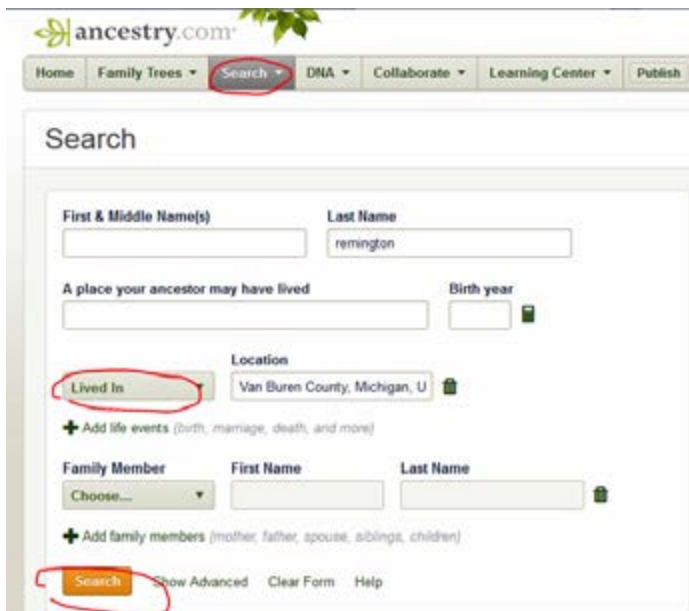 ancestry.com
Home Family Trees Search DNA Collaborate Learning Center Publish
Search
First & Middle Name(s) Last Name
remington
A place your ancestor may have lived Birth year
Location
Lived In Van Buren County, Michigan, U
Add life events (birth, marriage, death, and more)
Family Member First Name Last Name
Choose...
Add family members (mother, father, spouse, siblings, children)
Search Show Advanced Clear Form Help